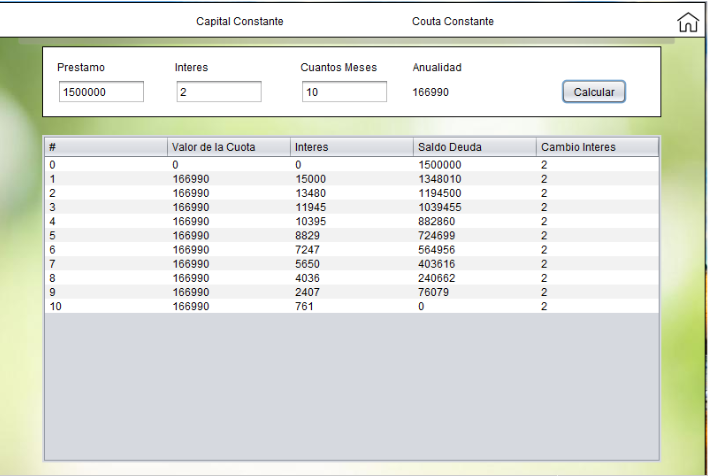 Capital Constante Couta Constante
Prestamo Interes Cuantos Meses Anualidad
1500000 2 10 166990 Calcular
# Valor de la Cuota Interes Saldo Deuda Cambio Interes
0 0 0 1500000 2
1 166990 15000 1348010 2
2 166990 13480 1194500 2
3 166990 11945 1039455 2
4 166990 10395 882860 2
5 166990 8829 724699 2
6 166990 7247 564956 2
7 166990 5650 403616 2
8 166990 4036 240662 2
9 166990 2407 76079 2
10 166990 761 0 2